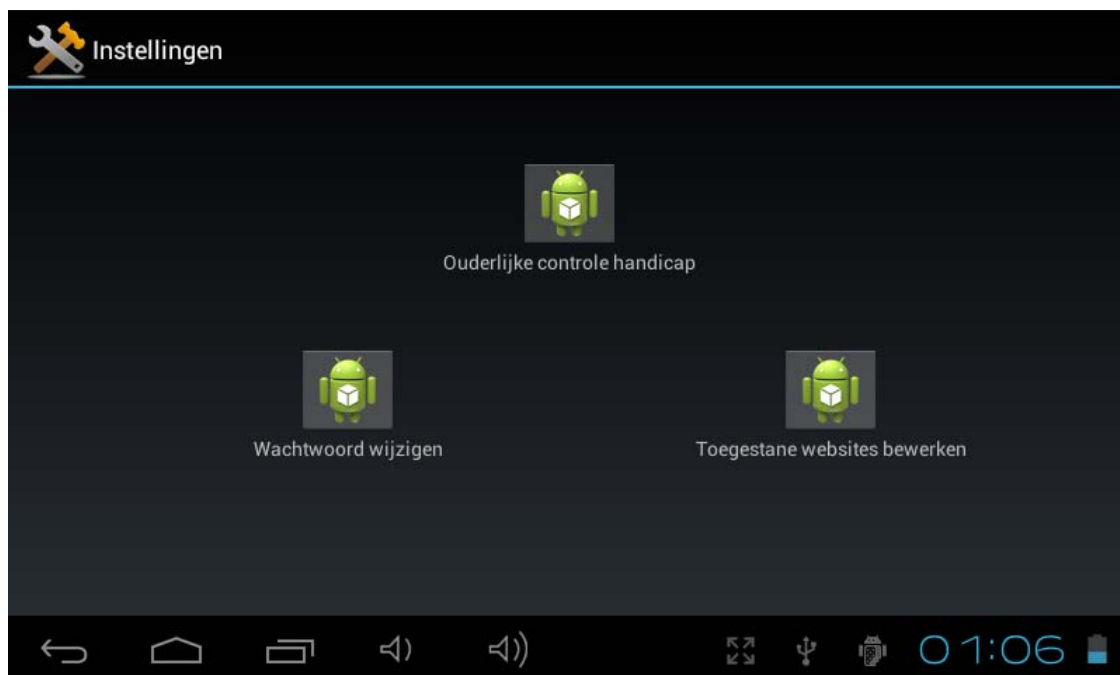 Instellingen
Ouderlijke controle handicap
Wachtwoord wijzigen
Toegestane websites bewerken
01:06